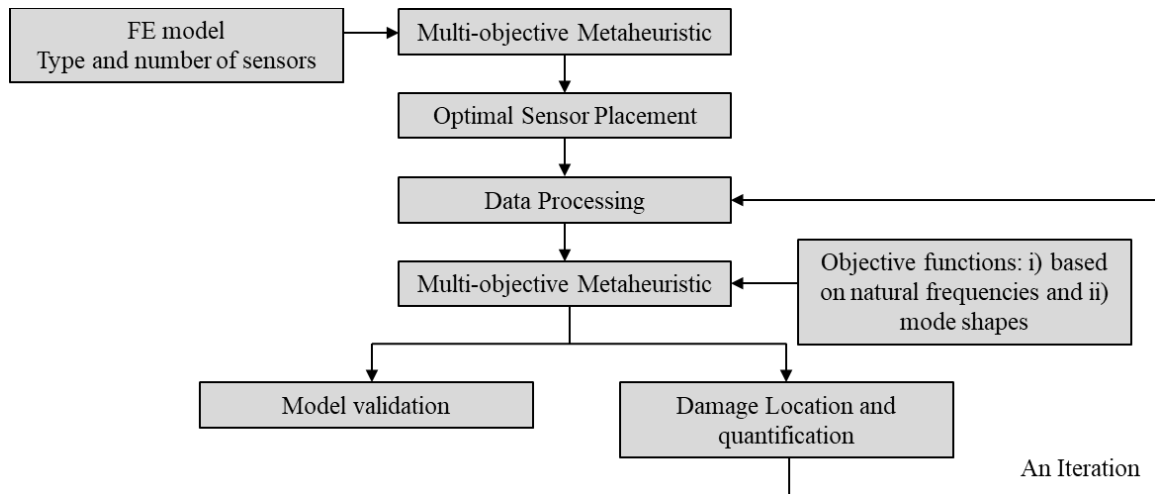 FE model
Type and number of sensors
Multi-objective Metaheuristic
Optimal Sensor Placement
Data Processing
Multi-objective Metaheuristic
Objective functions: i) based
on natural frequencies and ii)
mode shapes
Model validation
Damage Location and
quantification
An Iteration